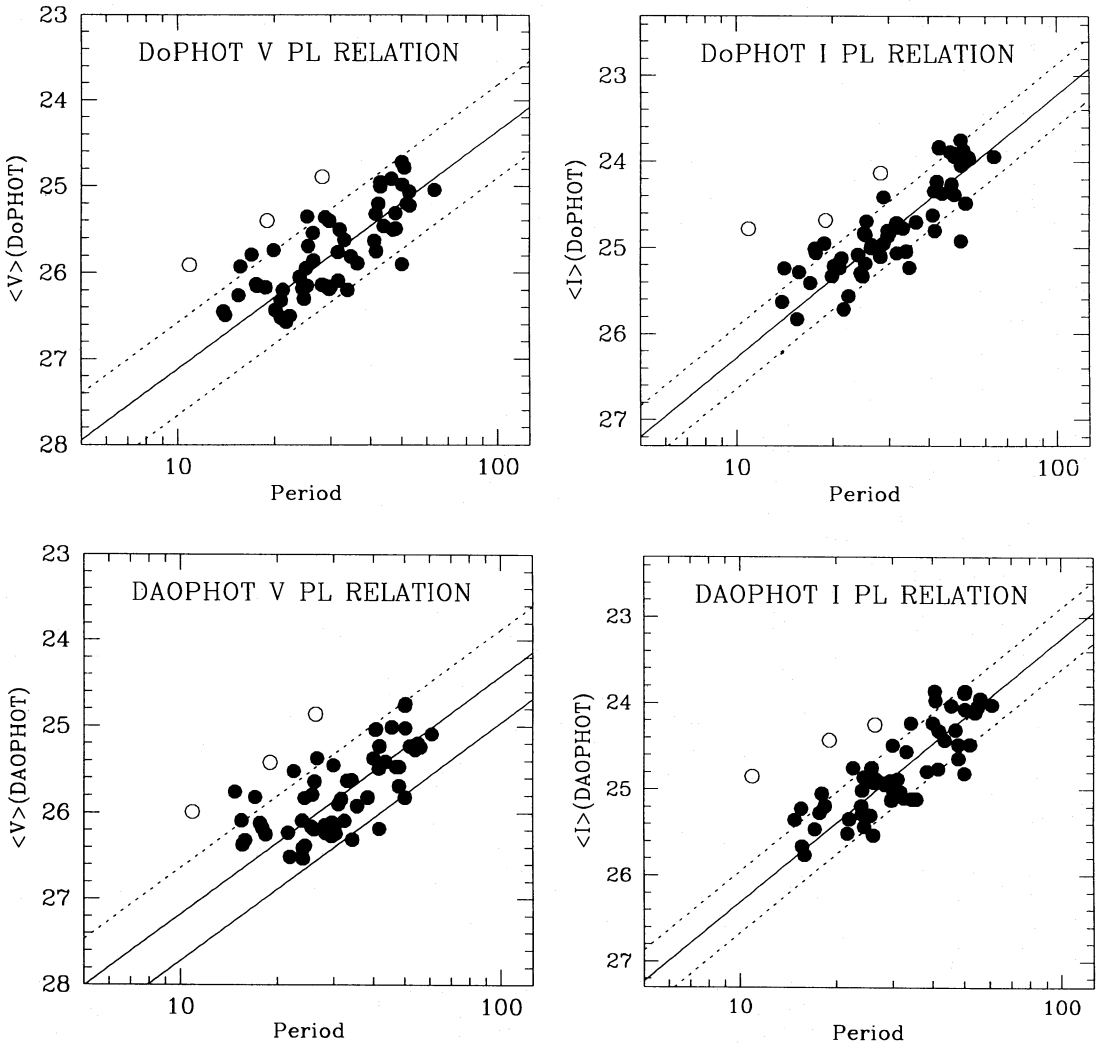 DoPHOT V PL RELATION
<V>(DoPHOT)
23
24
25
26
27
28
10
100
Period
DoPHOT I PL RELATION
<I>(DoPHOT)
23
24
25
26
27
10
100
Period
DAOPHOT V PL RELATION
<V>(DAOPHOT)
23
24
25
26
27
28
10
100
Period
DAOPHOT I PL RELATION
<I>(DAOPHOT)
23
24
25
26
27
10
100
Period